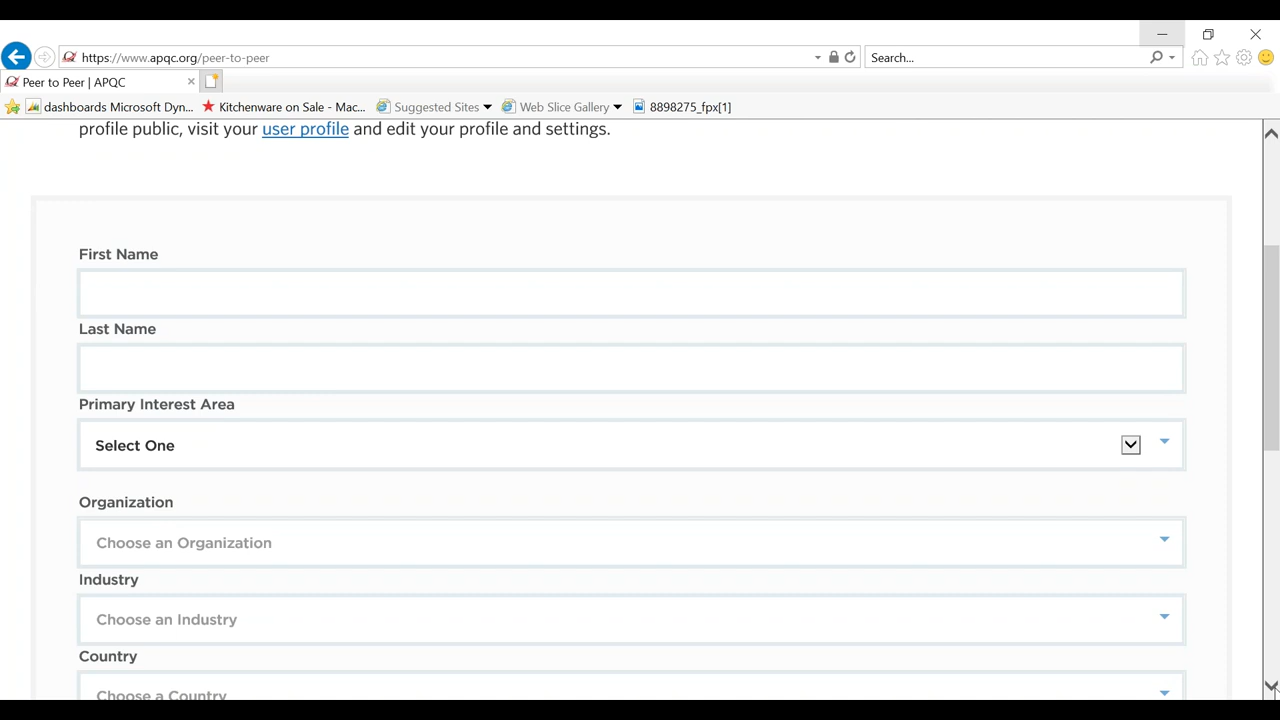 https://www.apqc.org/peer-to-peer
Search...
Peer to Peer | APQC
dashboards Microsoft Dyn...
Kitchenware on Sale - Mac...
Suggested Sites
Web Slice Gallery
8898275_fpx[1]
profile public, visit your user profile and edit your profile and settings.
First Name
Last Name
Primary Interest Area
Select One
Organization
Choose an Organization
Industry
Choose an Industry
Country
Choose a Country